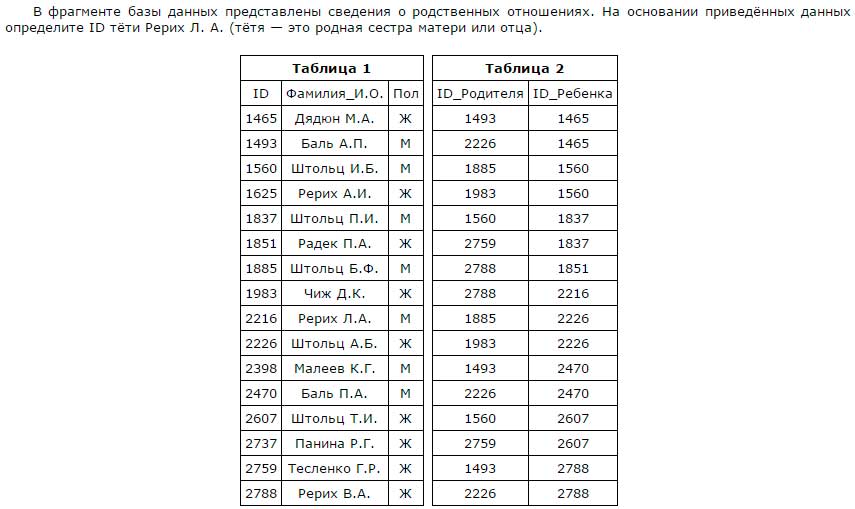 В фрагменте базы данных представлены сведения о родственных отношениях. На основании приведённых данных
определите ID тёти Рерих Л. А. (тётя — это родная сестра матери или отца).
Таблица 1
ID Фамилия_И.О. Пол
1465 Дядюн М.А. Ж
1493 Баль А.П. М
1560 Штольц И.Б. М
1625 Рерих А.И. Ж
1837 Штольц П.И. М
1851 Радек П.А. Ж
1885 Штольц Б.Ф. М
1983 Чиж Д.К. Ж
2216 Рерих Л.А. М
2226 Штольц А.Б. Ж
2398 Малеев К.Г. М
2470 Баль П.А. М
2607 Штольц Т.И. Ж
2737 Панина Р.Г. Ж
2759 Тесленко Г.Р. Ж
2788 Рерих В.А. Ж
Таблица 2
ID_Родителя ID_Ребенка
1493 1465
2226 1465
1885 1560
1983 1560
1560 1837
2759 1837
2788 1851
2788 2216
1885 2226
1983 2226
1493 2470
2226 2470
1560 2607
2759 2607
1493 2788
2226 2788